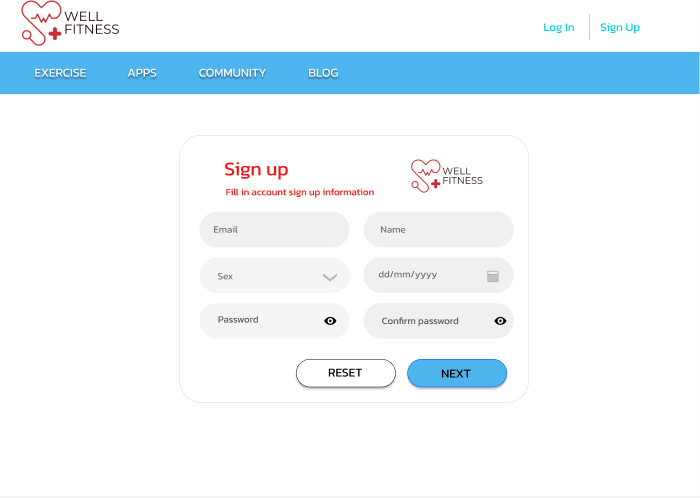 WELL
FITNESS
Log In
Sign Up
EXERCISE
APPS
COMMUNITY
BLOG
Sign up
WELL
FITNESS
Fill in account sign up information
Email
Name
Sex
dd/mm/yyyy
Password
Confirm password
RESET
NEXT